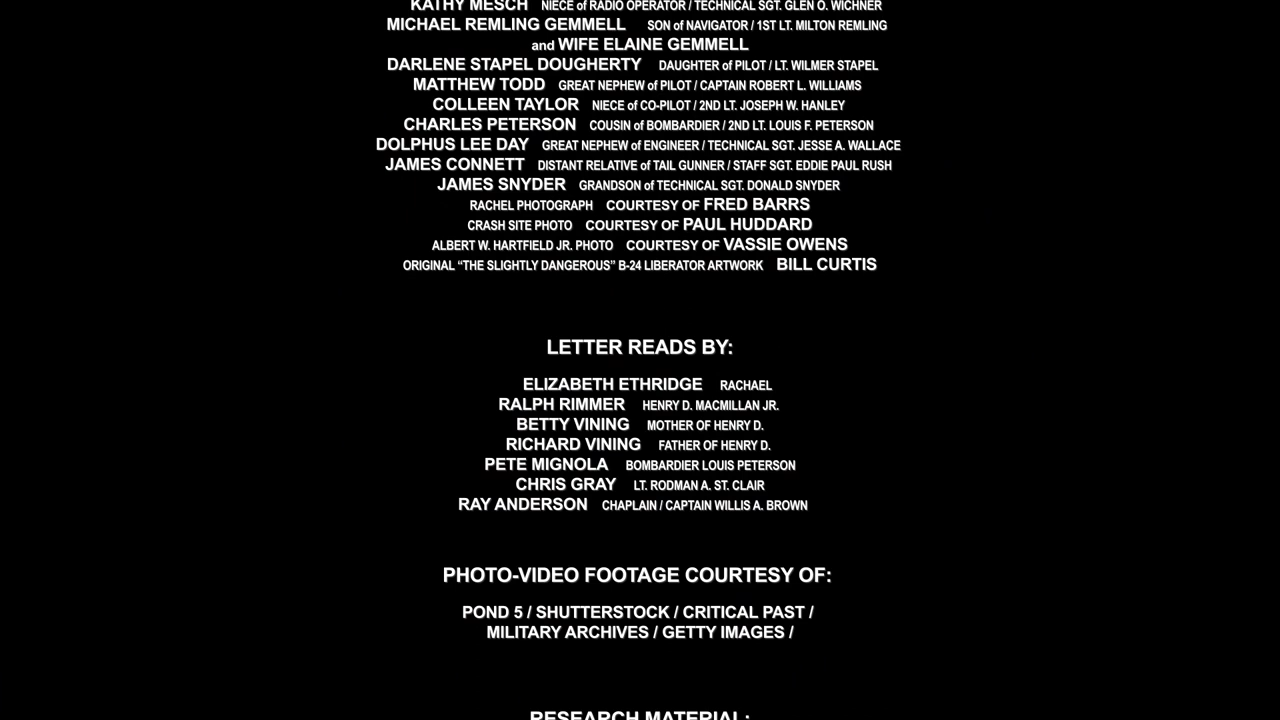 KATHY MESCH NIECE of RADIO OPERATOR / TECHNICAL SGT. GLEN O. WICHNER
MICHAEL REMLING GEMMELL SON of NAVIGATOR / 1ST LT. MILTON REMLING
and WIFE ELAINE GEMMELL
DARLENE STAPEL DOUGHERTY DAUGHTER of PILOT / LT. WILMER STAPEL
MATTHEW TODD GREAT NEPHEW of PILOT / CAPTAIN ROBERT L. WILLIAMS
COLLEEN TAYLOR NIECE of CO-PILOT / 2ND LT. JOSEPH W. HANLEY
CHARLES PETERSON COUSIN of BOMBARDIER / 2ND LT. LOUIS F. PETERSON
DOLPHUS LEE DAY GREAT NEPHEW of ENGINEER / TECHNICAL SGT. JESSE A. WALLACE
JAMES CONNETT DISTANT RELATIVE of TAIL GUNNER / STAFF SGT. EDDIE PAUL RUSH
JAMES SNYDER GRANDSON of TECHNICAL SGT. DONALD SNYDER
RACHEL PHOTOGRAPH COURTESY OF FRED BARRS
CRASH SITE PHOTO COURTESY OF PAUL HUDDARD
ALBERT W. HARTFIELD JR. PHOTO COURTESY OF VASSIE OWENS
ORIGINAL “THE SLIGHTLY DANGEROUS” B-24 LIBERATOR ARTWORK BILL CURTIS
LETTER READS BY:
ELIZABETH ETHRIDGE RACHAEL
RALPH RIMMER HENRY D. MACMILLAN JR.
BETTY VINING MOTHER OF HENRY D.
RICHARD VINING FATHER OF HENRY D.
PETE MIGNOLA BOMBARDIER LOUIS PETERSON
CHRIS GRAY LT. RODMAN A. ST. CLAIR
RAY ANDERSON CHAPLAIN / CAPTAIN WILLIS A. BROWN
PHOTO-VIDEO FOOTAGE COURTESY OF:
POND 5 / SHUTTERSTOCK / CRITICAL PAST /
MILITARY ARCHIVES / GETTY IMAGES /
RESEARCH MATERIAL: